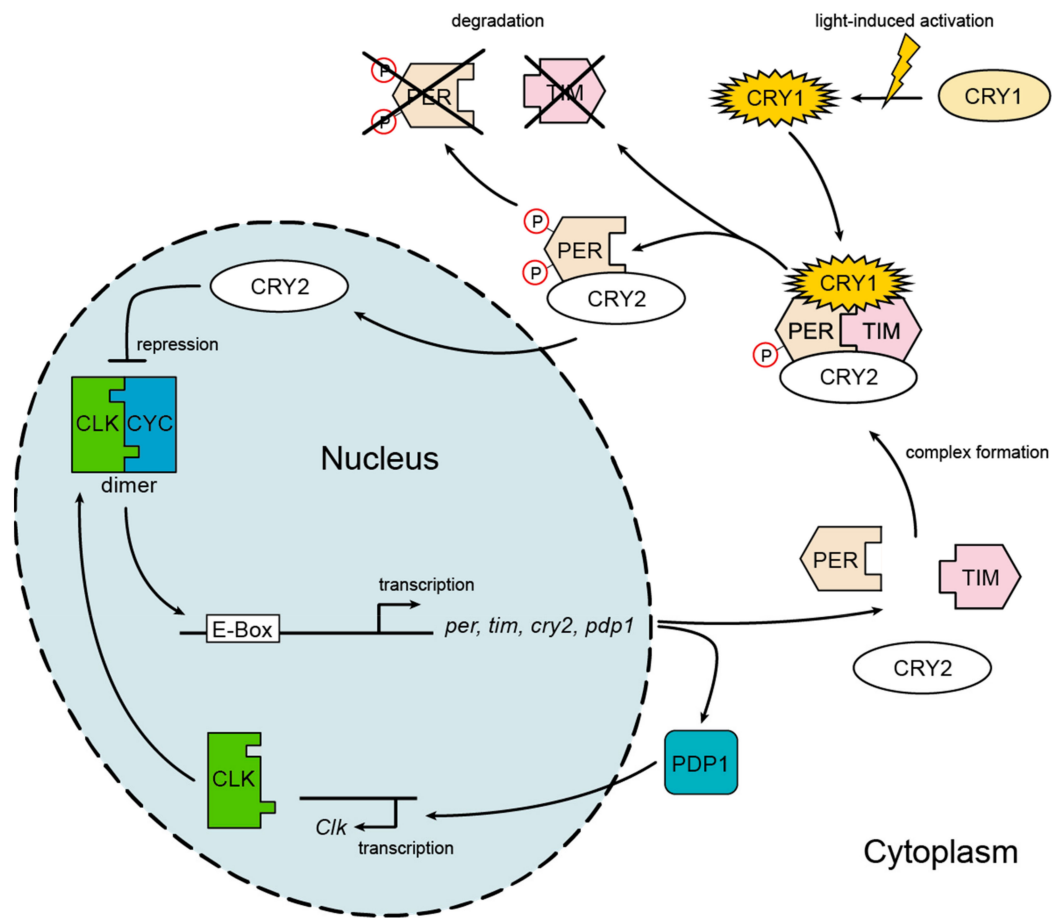 degradation
light-induced activation
P
PER
P
TIM
CRY1
CRY1
P
PER
P
CRY2
CRY1
PER
TIM
P
CRY2
CRY2
repression
CLK
CYC
dimer
Nucleus
complex formation
PER
TIM
CRY2
transcription
E-Box
per, tim, cry2, pdp1
PDP1
CLK
Clk
transcription
Cytoplasm